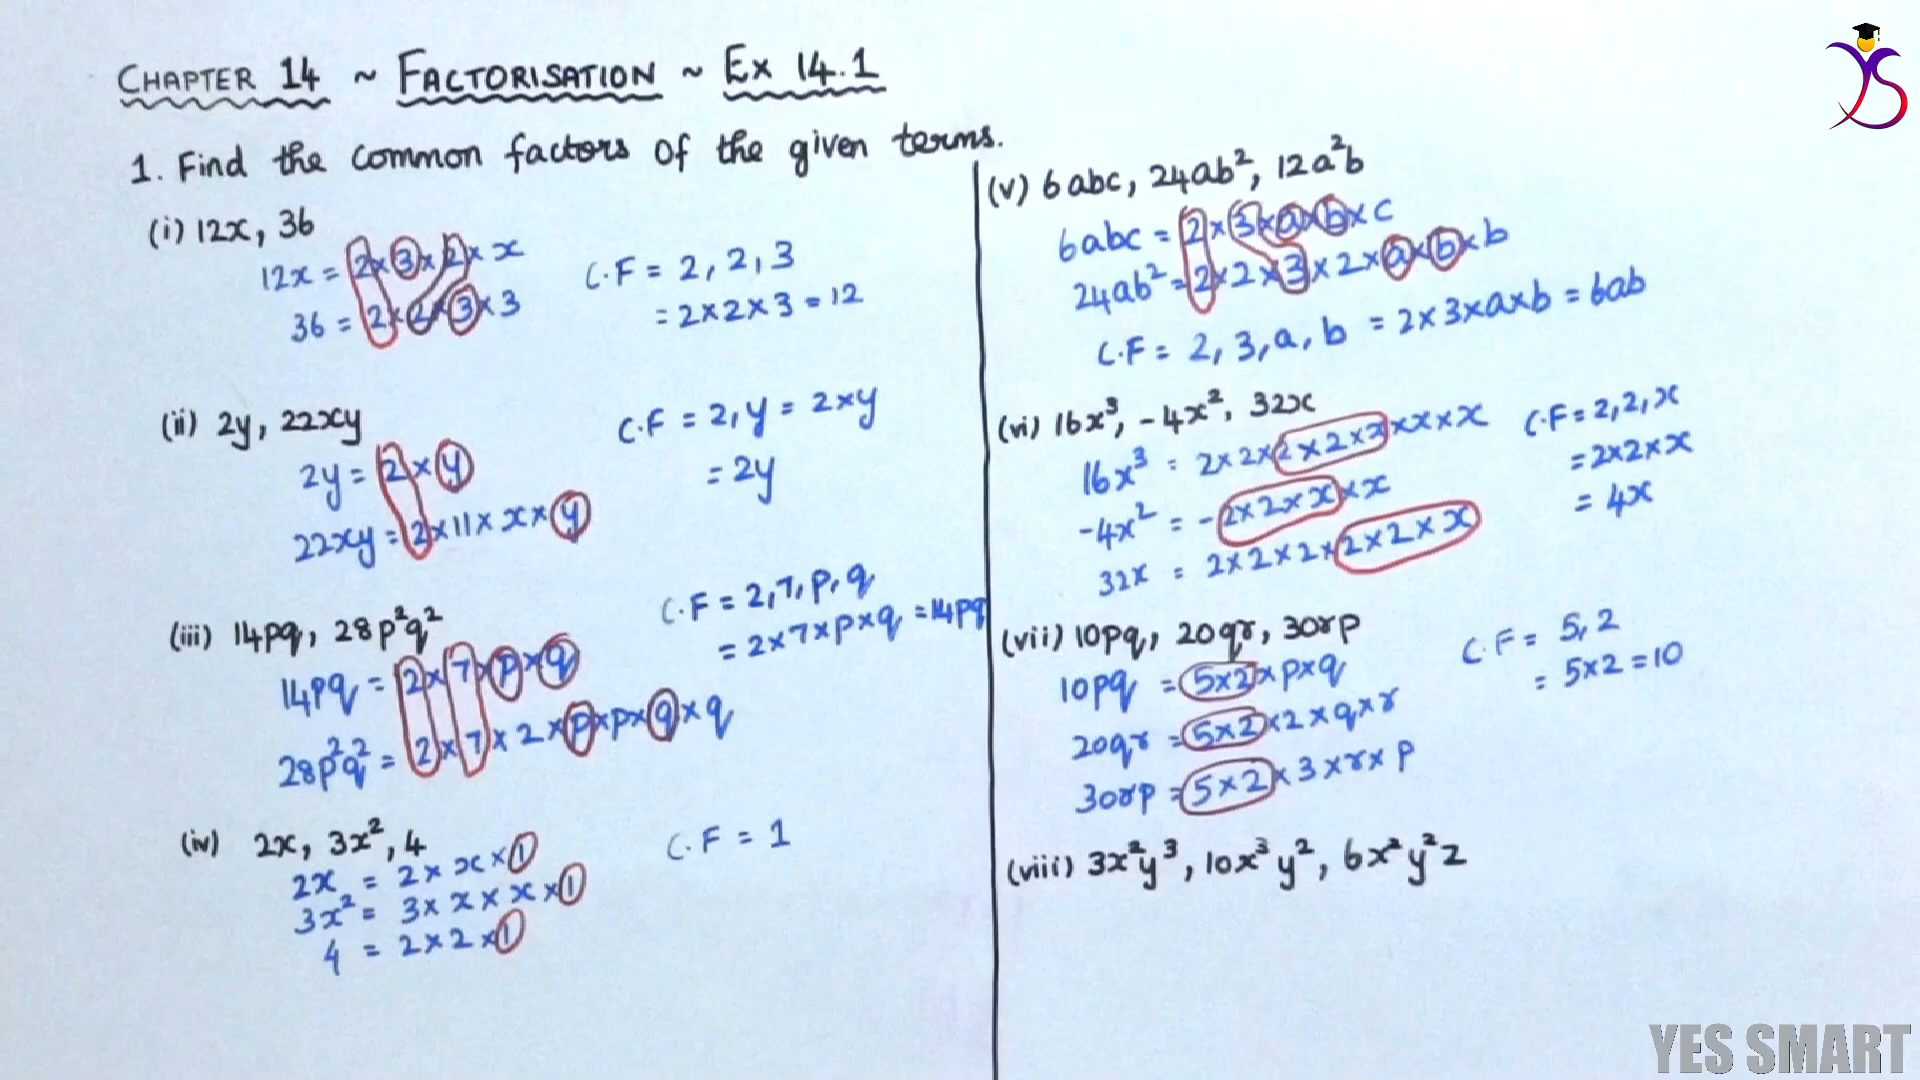 CHAPTER 14 ~ FACTORISATION ~ Ex 14.1
1. Find the common factors of the given terms.
(i) 12x, 36
12x = 2×3×2×x
36 = 2×2×3×3
C.F = 2, 2, 3
= 2×2×3 = 12
(ii) 2y, 22xy
2y = 2×y
22xy = 2×11×x×y
C.F = 2, y = 2×y
= 2y
(iii) 14pq, 28p²q²
14pq = 2×7×p×q
28p²q² = 2×7×2×p×p×q×q
C.F = 2, 7, p, q
= 2×7×p×q = 14pq
(iv) 2x, 3x², 4
2x = 2×x×1
3x² = 3×x×x×1
4 = 2×2×1
C.F = 1
(v) 6abc, 24ab², 12a²b
6abc = 2×3×a×b×c
24ab² = 2×2×3×2×a×b×b
C.F = 2, 3, a, b = 2×3×a×b = 6ab
(vi) 16x³, -4x², 32x
16x³ = 2×2×2×2×x×x×x
-4x² = -2×2×x×x
32x = 2×2×2×2×2×x
C.F = 2, 2, x
= 2×2×x
= 4x
(vii) 10pq, 20qr, 30rp
10pq = 5×2×p×q
20qr = 5×2×2×q×r
30rp = 5×2×3×r×p
C.F = 5, 2
= 5×2 = 10
(viii) 3x²y³, 10x³y², 6x²y²z
YS
YES SMART